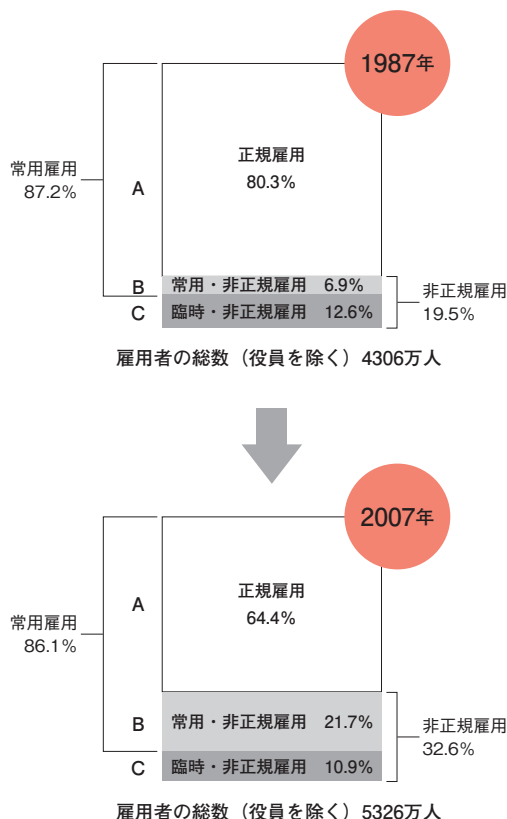 1987年
正規雇用
80.3%
常用雇用
87.2%
A
B
常用・非正規雇用 6.9%
C
臨時・非正規雇用 12.6%
非正規雇用
19.5%
雇用者の総数（役員を除く）4306万人
2007年
正規雇用
64.4%
A
常用雇用
86.1%
B
常用・非正規雇用 21.7%
C
臨時・非正規雇用 10.9%
非正規雇用
32.6%
雇用者の総数（役員を除く）5326万人